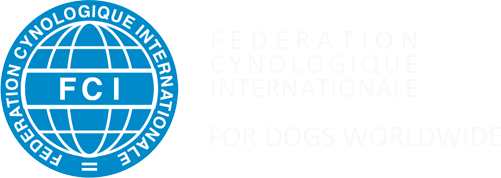 FEDERATION CYNOLOGIQUE INTERNATIONALE
FCI
FEDERATION
CYNOLOGIQUE
INTERNATIONALE
FOR DOGS WORLDWIDE